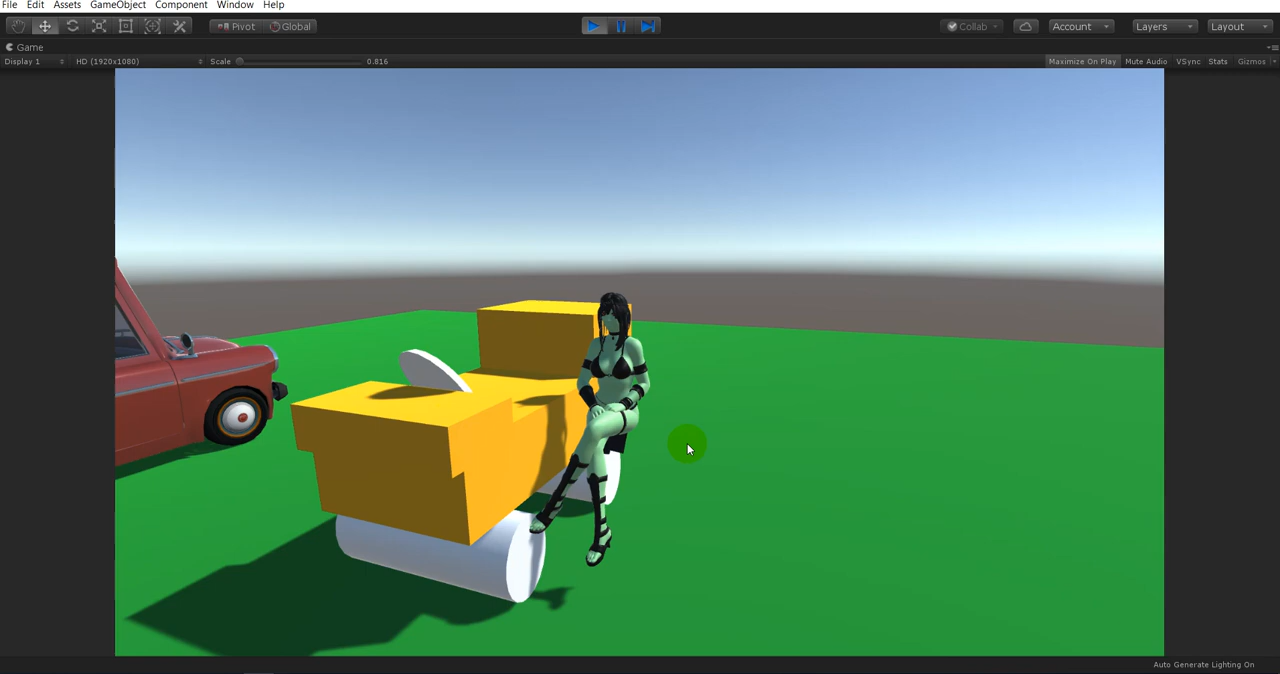 File Edit Assets GameObject Component Window Help
Pivot Global Collab Account Layers Layout
Game
Display 1 HD (1920x1080) Scale 0.816 Maximize On Play Mute Audio VSync Stats Gizmos
Auto Generate Lighting On